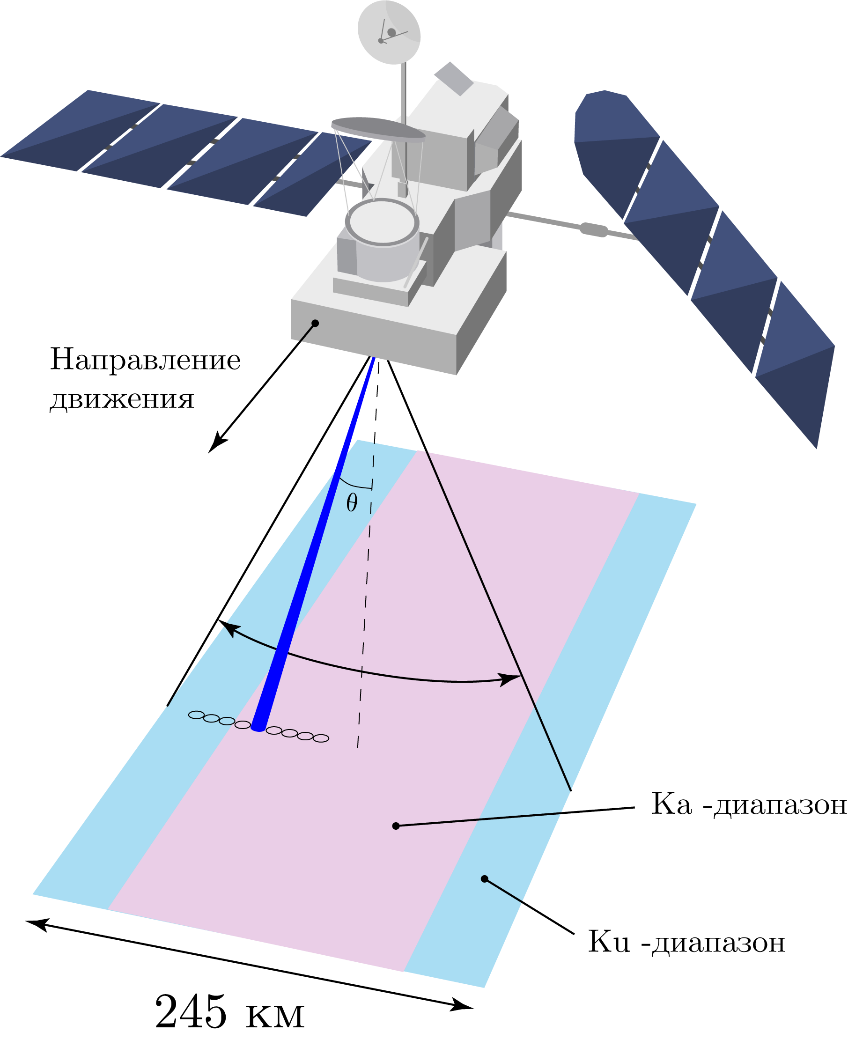 Направление
движения
θ
Ka -диапазон
Ku -диапазон
245 км